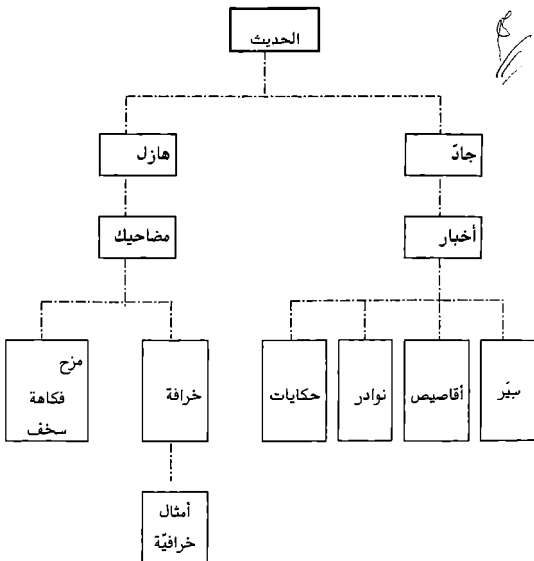 الحديث
جادّ
هازل
أخبار
مضاحيك
سِيَر
أقاصيص
نوادر
حكايات
خرافة
مزح
فكاهة
سخف
أمثال
خرافيّة